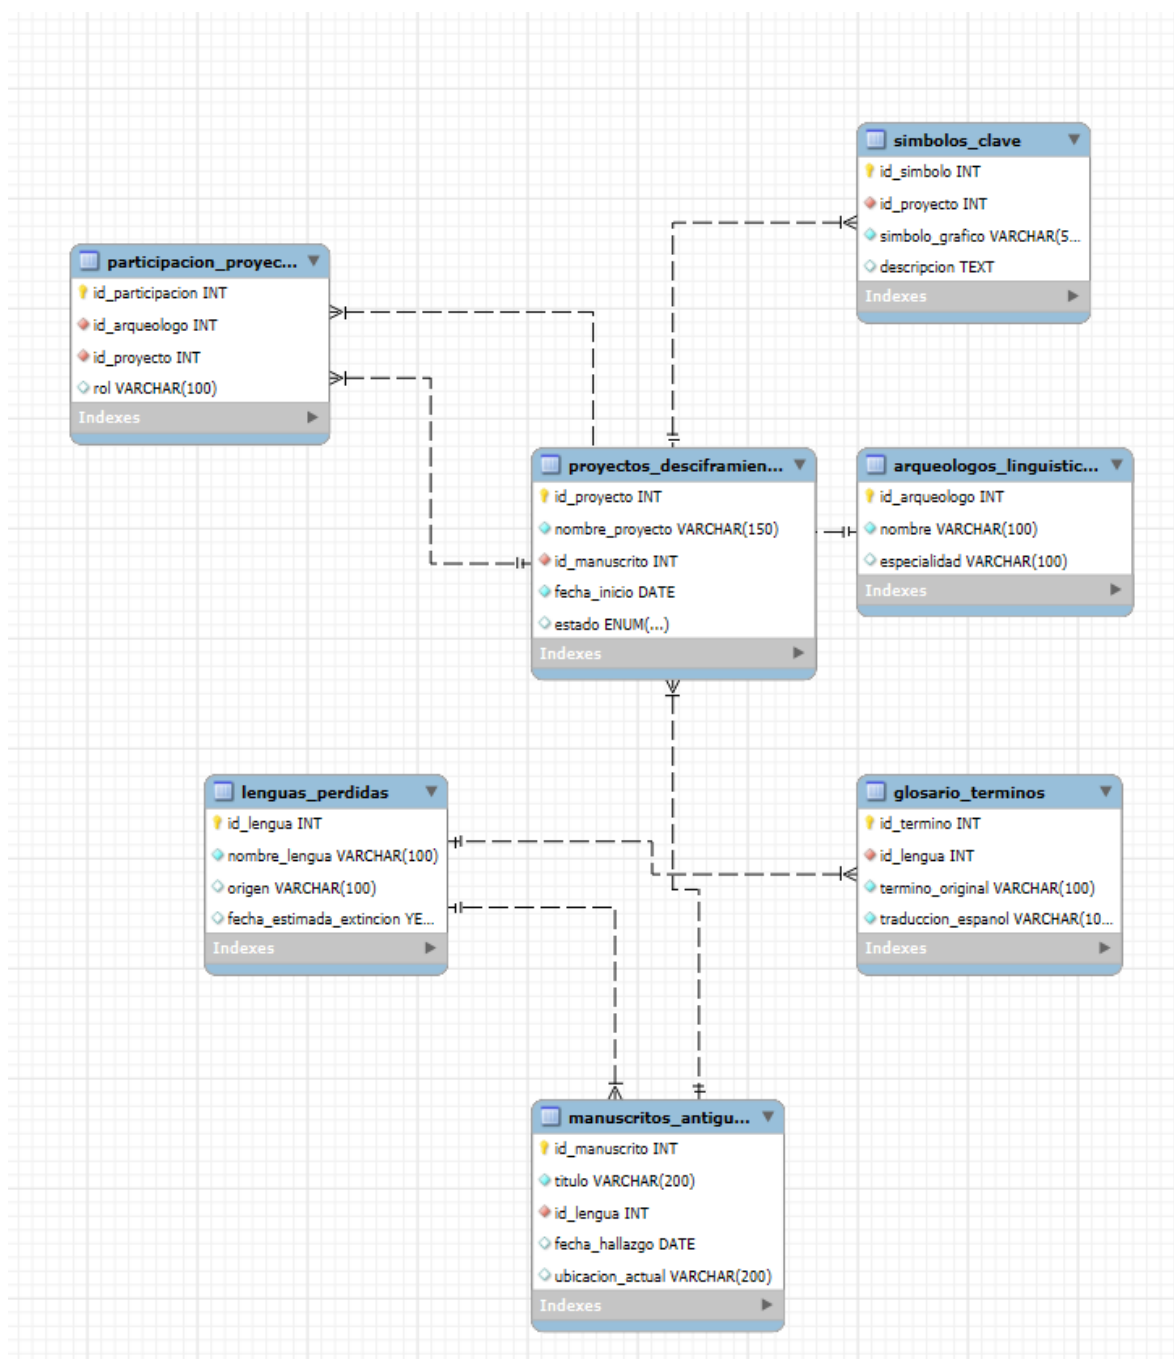 simbolos_clave
id_simbolo INT
id_proyecto INT
simbolo_grafico VARCHAR(5...
descripcion TEXT
Indexes
participacion_proyec...
id_participacion INT
id_arqueologo INT
id_proyecto INT
rol VARCHAR(100)
Indexes
proyectos_desciframien...
id_proyecto INT
nombre_proyecto VARCHAR(150)
id_manuscrito INT
fecha_inicio DATE
estado ENUM(...)
Indexes
arqueologos_linguistic...
id_arqueologo INT
nombre VARCHAR(100)
especialidad VARCHAR(100)
Indexes
lenguas_perdidas
id_lengua INT
nombre_lengua VARCHAR(100)
origen VARCHAR(100)
fecha_estimada_extincion YE...
Indexes
glosario_terminos
id_termino INT
id_lengua INT
termino_original VARCHAR(100)
traduccion_espanol VARCHAR(10...
Indexes
manuscritos_antigu...
id_manuscrito INT
titulo VARCHAR(200)
id_lengua INT
fecha_hallazgo DATE
ubicacion_actual VARCHAR(200)
Indexes